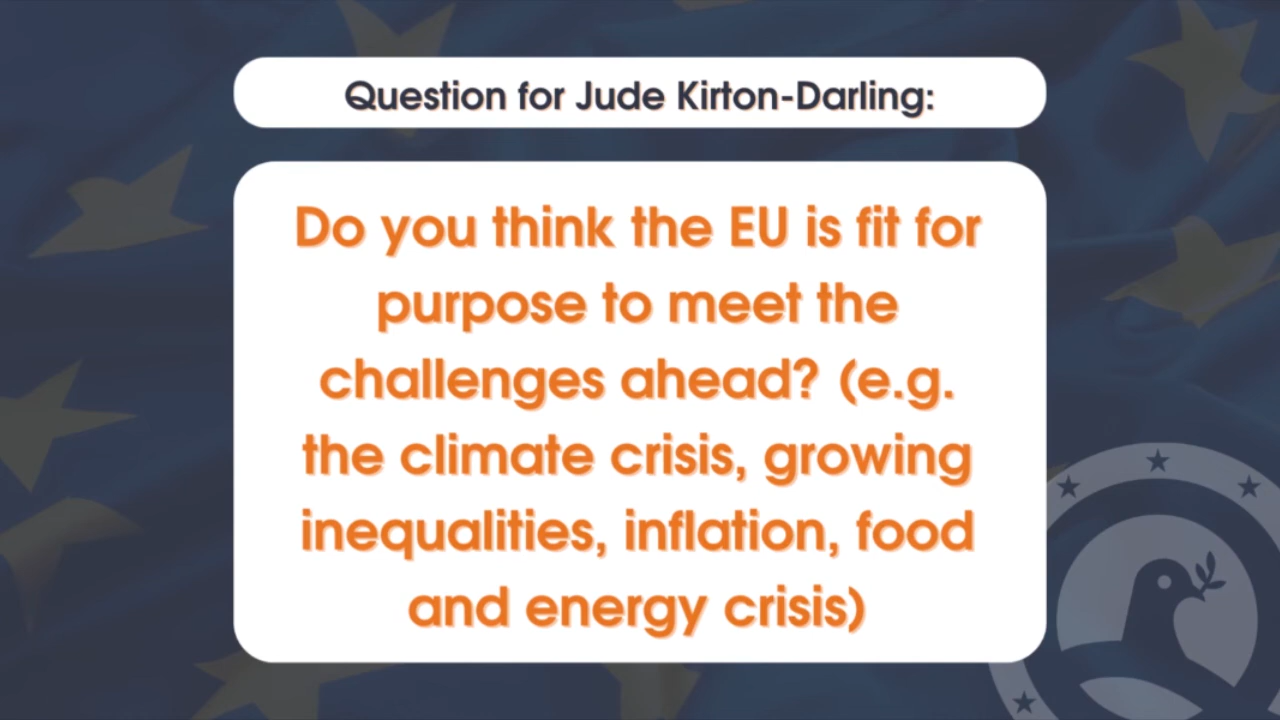 Question for Jude Kirton-Darling:
Do you think the EU is fit for
purpose to meet the
challenges ahead? (e.g.
the climate crisis, growing
inequalities, inflation, food
and energy crisis)